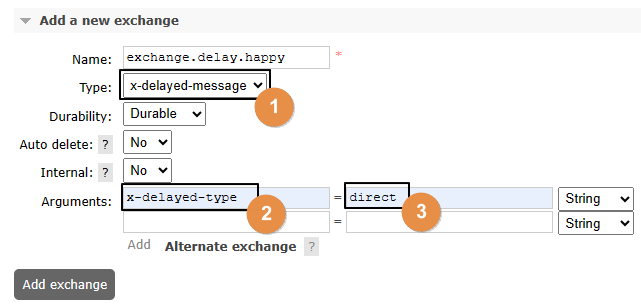 Add a new exchange
Name: exchange.delay.happy *
Type: x-delayed-message 1
Durability: Durable
Auto delete: ? No
Internal: ? No
Arguments: x-delayed-type 2 = direct 3 String
= String
Add Alternate exchange ?
Add exchange